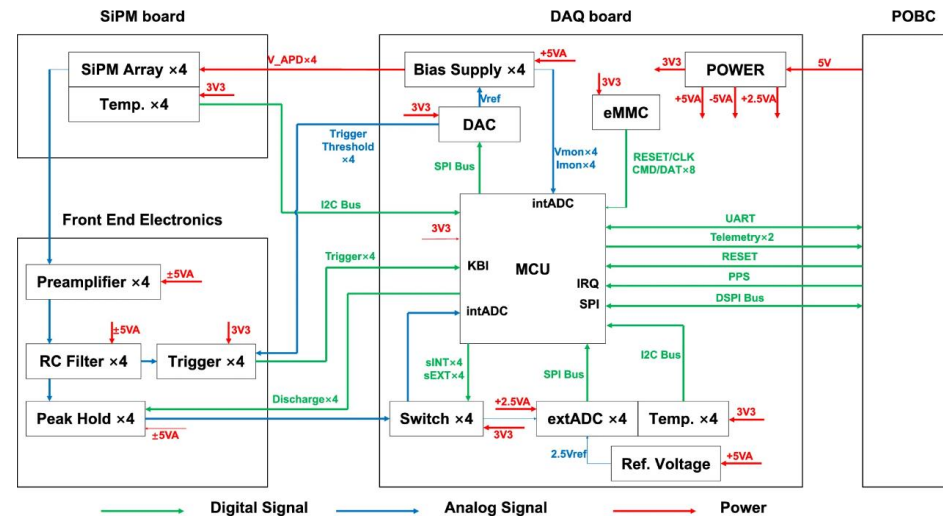 SiPM board
DAQ board
POBC
SiPM Array ×4
Temp. ×4
3V3
V_APD×4
Bias Supply ×4
+5VA
Vref
3V3
DAC
Trigger
Threshold
×4
SPI Bus
Vmon×4
Imon×4
3V3
eMMC
3V3
POWER
5V
+5VA
-5VA
+2.5VA
RESET/CLK
CMD/DAT×8
I2C Bus
intADC
3V3
KBI
MCU
IRQ
SPI
intADC
UART
Telemetry×2
RESET
PPS
DSPI Bus
Front End Electronics
Preamplifier ×4
±5VA
Trigger×4
±5VA
3V3
RC Filter ×4
Trigger ×4
Discharge×4
Peak Hold ×4
±5VA
sINT×4
sEXT×4
SPI Bus
I2C Bus
Switch ×4
+2.5VA
3V3
extADC ×4
Temp. ×4
3V3
2.5Vref
Ref. Voltage
+5VA
Digital Signal
Analog Signal
Power